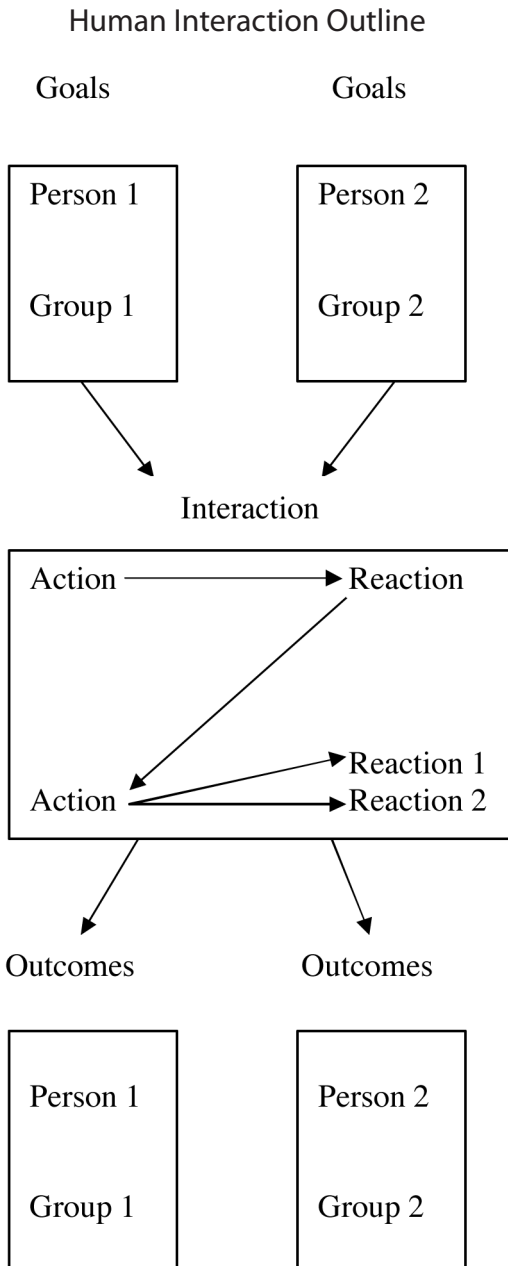 Human Interaction Outline
Goals Goals
Person 1 Person 2
Group 1 Group 2
Interaction
Action Reaction
Reaction 1
Action Reaction 2
Outcomes Outcomes
Person 1 Person 2
Group 1 Group 2